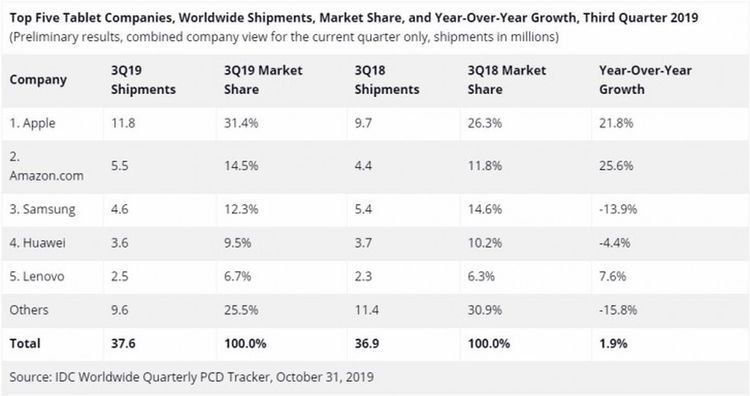 Top Five Tablet Companies, Worldwide Shipments, Market Share, and Year-Over-Year Growth, Third Quarter 2019
(Preliminary results, combined company view for the current quarter only, shipments in millions)
Company 3Q19 Shipments 3Q19 Market Share 3Q18 Shipments 3Q18 Market Share Year-Over-Year Growth
1. Apple 11.8 31.4% 9.7 26.3% 21.8%
2. Amazon.com 5.5 14.5% 4.4 11.8% 25.6%
3. Samsung 4.6 12.3% 5.4 14.6% -13.9%
4. Huawei 3.6 9.5% 3.7 10.2% -4.4%
5. Lenovo 2.5 6.7% 2.3 6.3% 7.6%
Others 9.6 25.5% 11.4 30.9% -15.8%
Total 37.6 100.0% 36.9 100.0% 1.9%
Source: IDC Worldwide Quarterly PCD Tracker, October 31, 2019